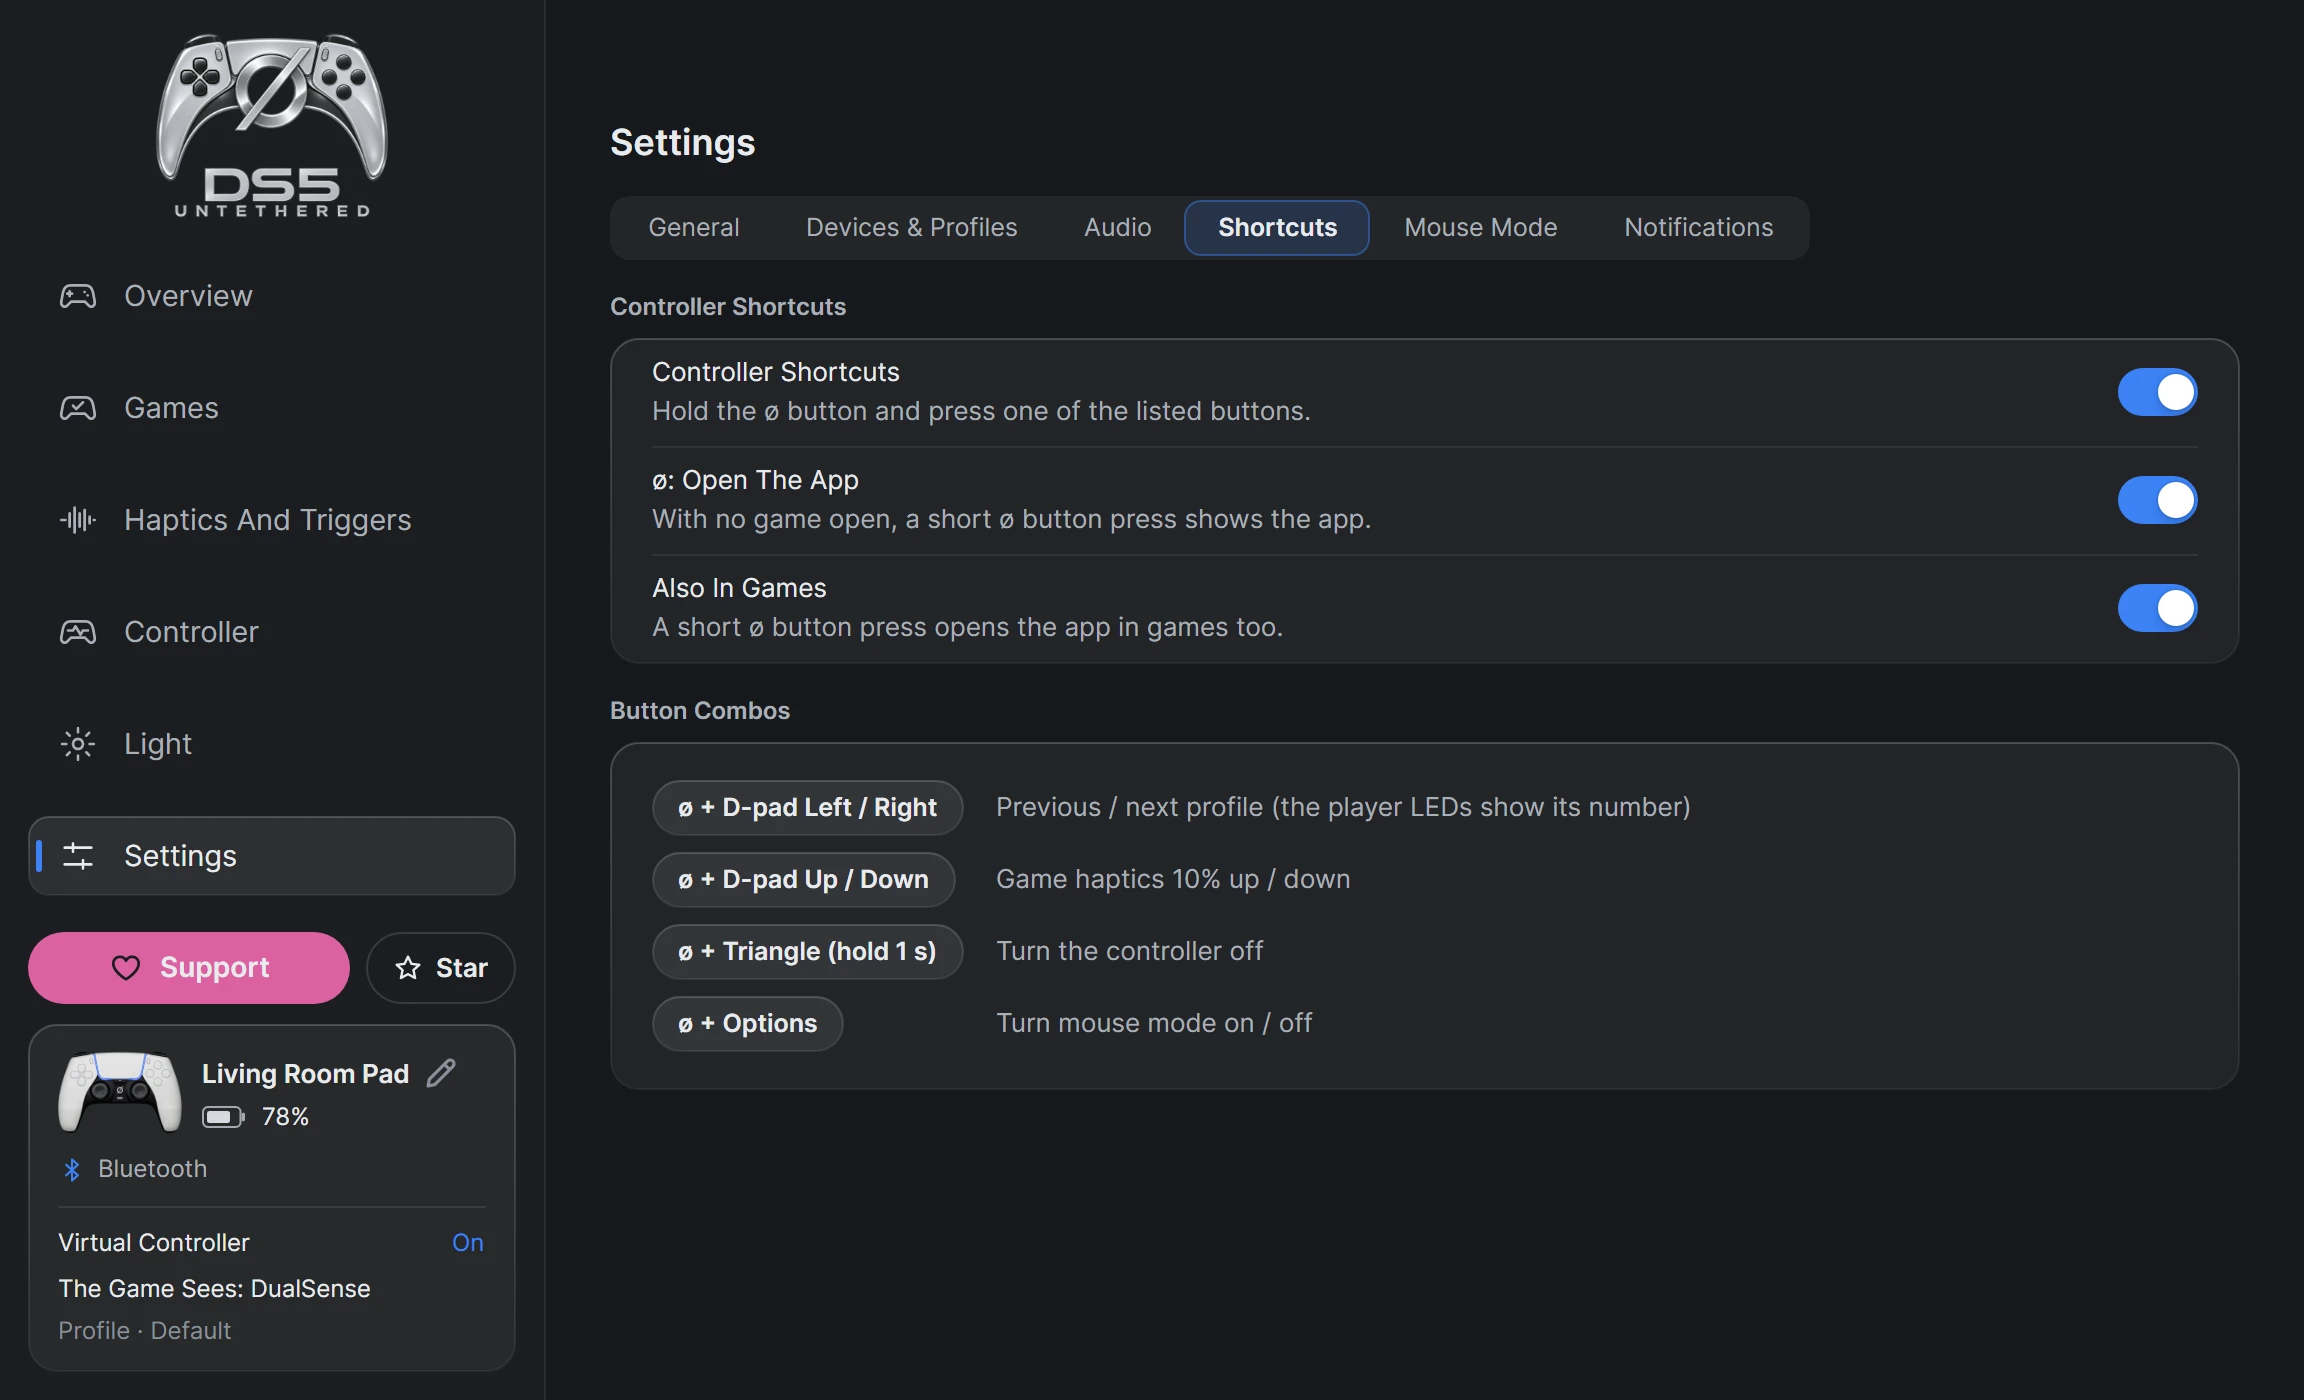 DS5
UNTETHERED
Overview
Games
Haptics And Triggers
Controller
Light
Settings
Support
Star
Living Room Pad
78%
Bluetooth
Virtual Controller On
The Game Sees: DualSense
Profile · Default
Settings
General Devices & Profiles Audio Shortcuts Mouse Mode Notifications
Controller Shortcuts
Controller Shortcuts
Hold the ø button and press one of the listed buttons.
ø: Open The App
With no game open, a short ø button press shows the app.
Also In Games
A short ø button press opens the app in games too.
Button Combos
ø + D-pad Left / Right Previous / next profile (the player LEDs show its number)
ø + D-pad Up / Down Game haptics 10% up / down
ø + Triangle (hold 1 s) Turn the controller off
ø + Options Turn mouse mode on / off